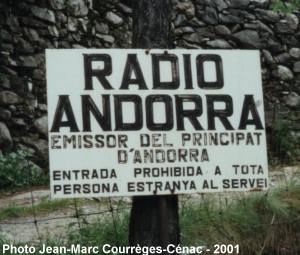 RADIO
ANDORRA
EMISSOR DEL PRINCIPAT
D'ANDORRA
ENTRADA PROHIBIDA A TOTA
PERSONA ESTRANYA AL SERVEI
Photo Jean-Marc Courrèges-Cénac - 2001